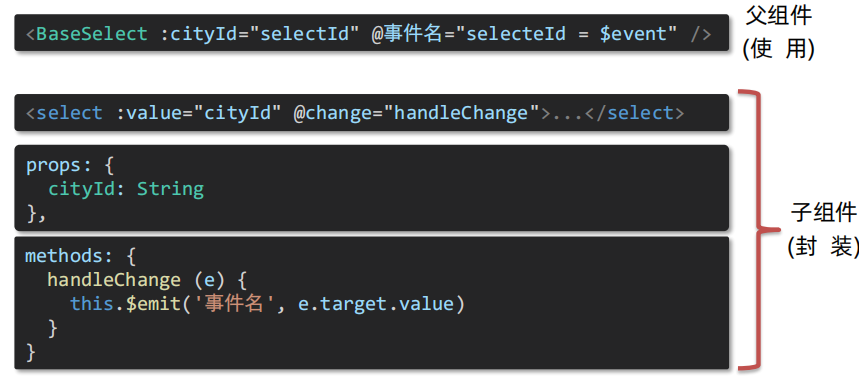 <BaseSelect :cityId="selectId" @事件名="selecteId = $event" />
父组件
(使 用)
<select :value="cityId" @change="handleChange">...</select>
props: {
  cityId: String
},
methods: {
  handleChange (e) {
    this.$emit('事件名', e.target.value)
  }
}
子组件
(封 装)